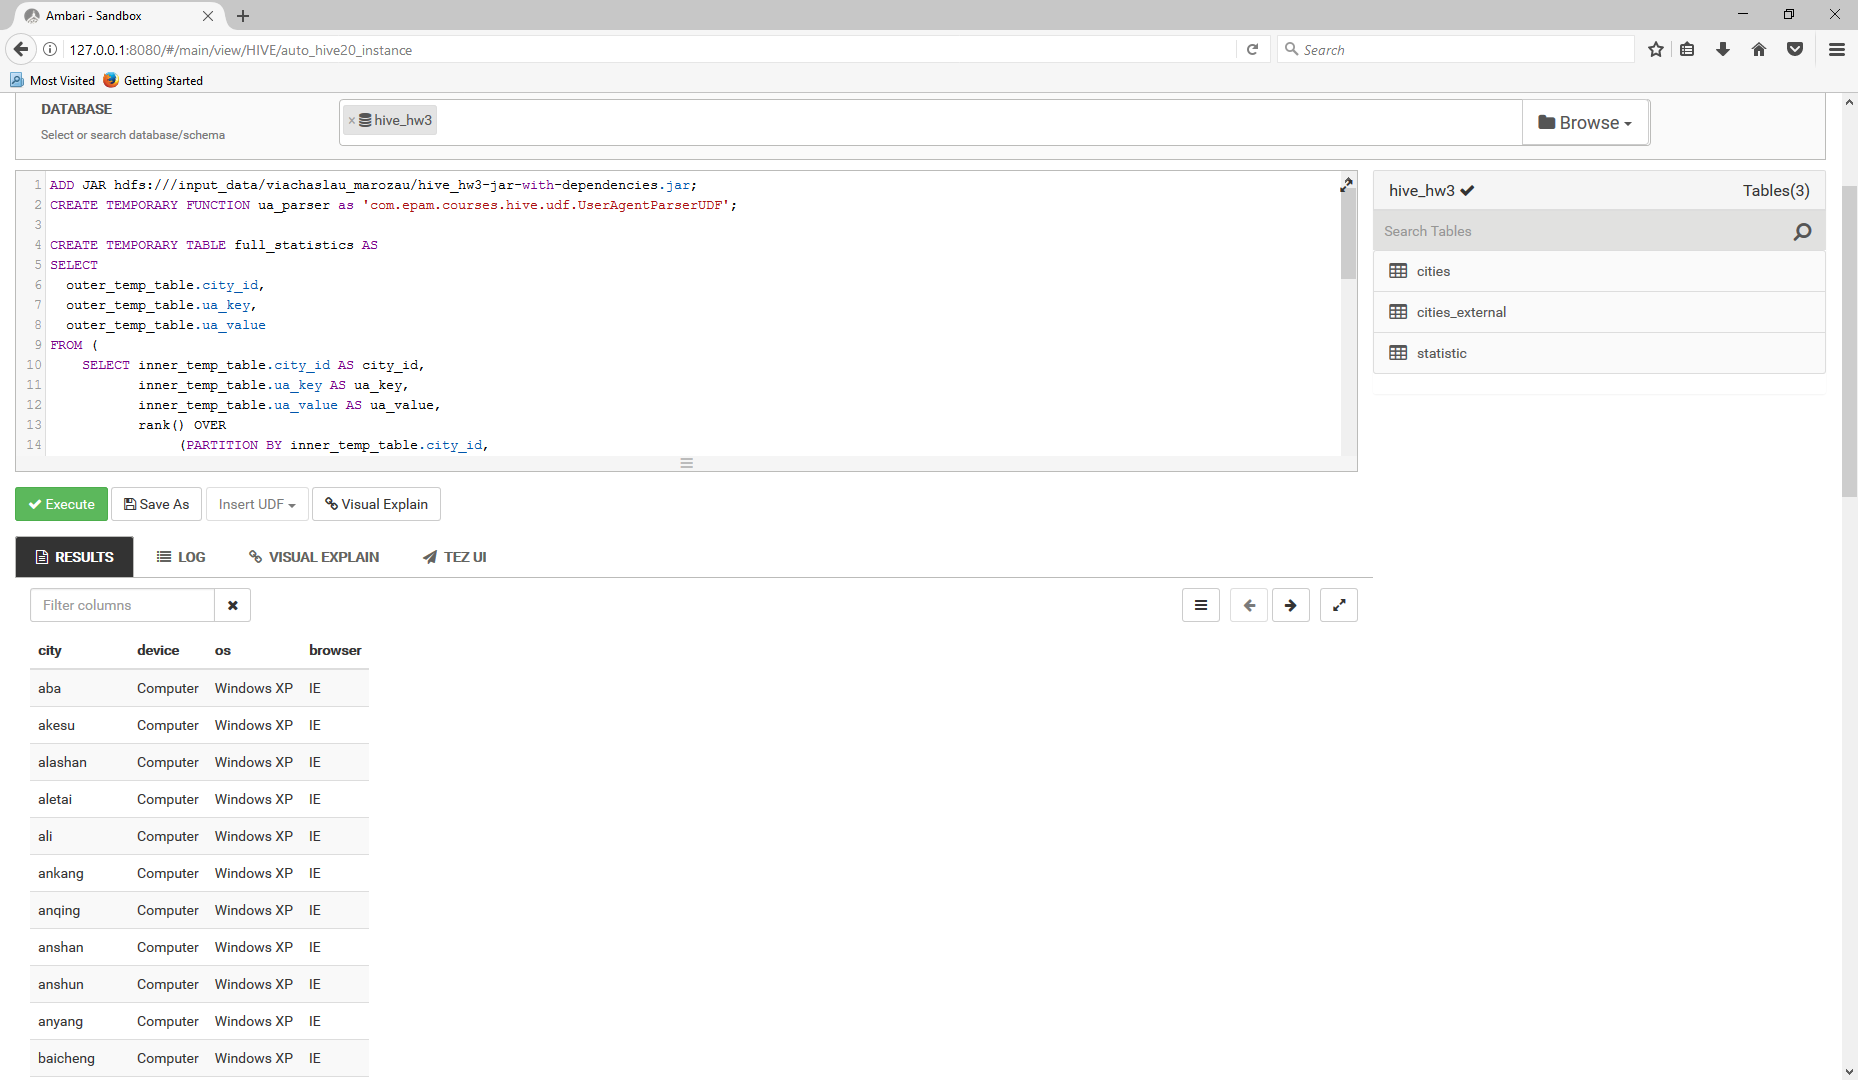 Ambari - Sandbox
127.0.0.1:8080/#/main/view/HIVE/auto_hive20_instance
Search
Most Visited
Getting Started
DATABASE
Select or search database/schema
× hive_hw3
Browse
1 ADD JAR hdfs:///input_data/viachaslau_marozau/hive_hw3-jar-with-dependencies.jar;
2 CREATE TEMPORARY FUNCTION ua_parser as 'com.epam.courses.hive.udf.UserAgentParserUDF';
3
4 CREATE TEMPORARY TABLE full_statistics AS
5 SELECT
6 outer_temp_table.city_id,
7 outer_temp_table.ua_key,
8 outer_temp_table.ua_value
9 FROM (
10 SELECT inner_temp_table.city_id AS city_id,
11 inner_temp_table.ua_key AS ua_key,
12 inner_temp_table.ua_value AS ua_value,
13 rank() OVER
14 (PARTITION BY inner_temp_table.city_id,
hive_hw3 Tables(3)
Search Tables
cities
cities_external
statistic
Execute Save As Insert UDF Visual Explain
RESULTS LOG VISUAL EXPLAIN TEZ UI
Filter columns
city device os browser
aba Computer Windows XP IE
akesu Computer Windows XP IE
alashan Computer Windows XP IE
aletai Computer Windows XP IE
ali Computer Windows XP IE
ankang Computer Windows XP IE
anqing Computer Windows XP IE
anshan Computer Windows XP IE
anshun Computer Windows XP IE
anyang Computer Windows XP IE
baicheng Computer Windows XP IE